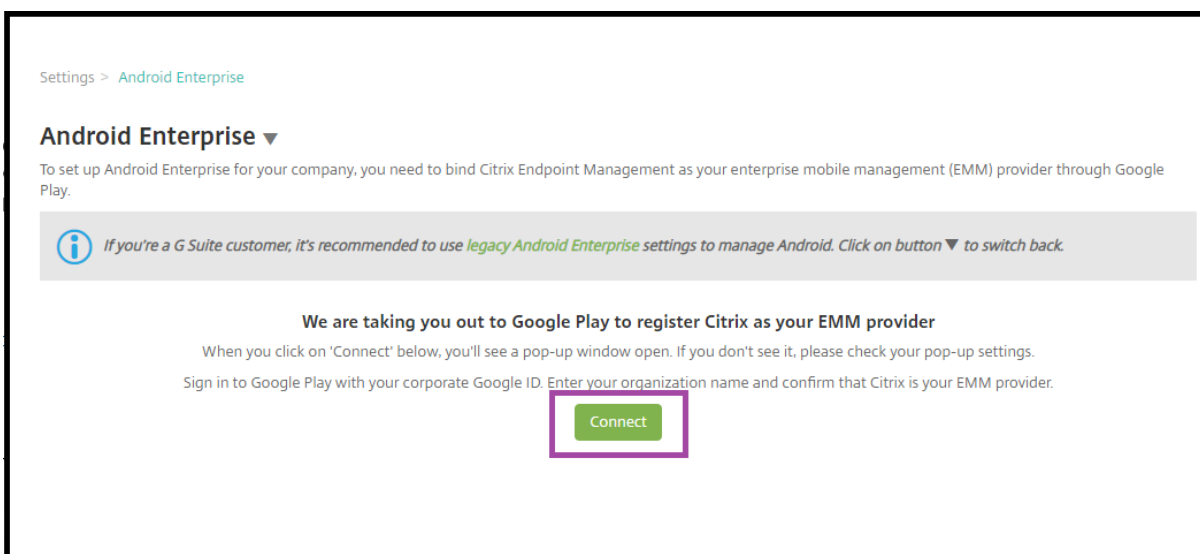 Settings > Android Enterprise
Android Enterprise ▼
To set up Android Enterprise for your company, you need to bind Citrix Endpoint Management as your enterprise mobile management (EMM) provider through Google
Play.
If you're a G Suite customer, it's recommended to use legacy Android Enterprise settings to manage Android. Click on button ▼ to switch back.
We are taking you out to Google Play to register Citrix as your EMM provider
When you click on 'Connect' below, you'll see a pop-up window open. If you don't see it, please check your pop-up settings.
Sign in to Google Play with your corporate Google ID. Enter your organization name and confirm that Citrix is your EMM provider.
Connect